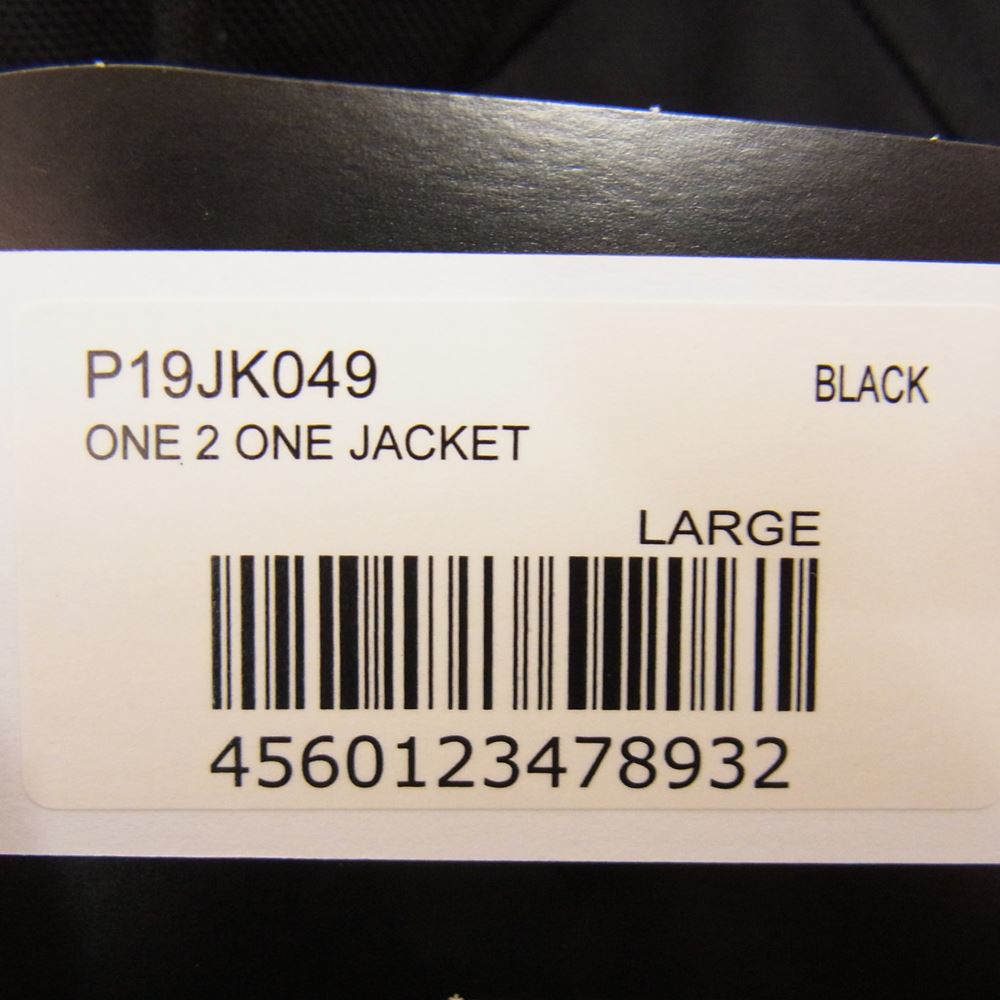 P19JK049
BLACK
ONE 2 ONE JACKET
LARGE
4560123478932